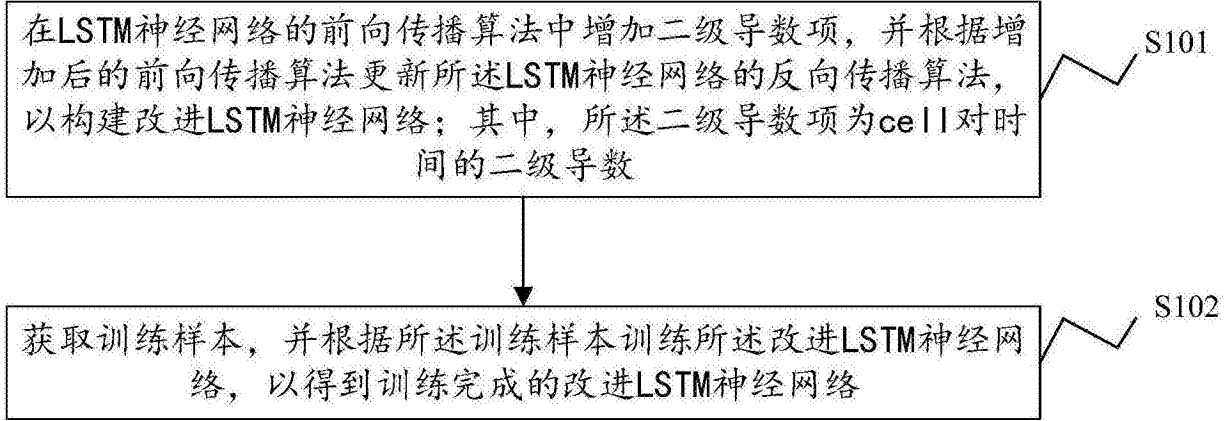 在LSTM神经网络的前向传播算法中增加二级导数项，并根据增
加后的前向传播算法更新所述LSTM神经网络的反向传播算法，
以构建改进LSTM神经网络；其中，所述二级导数项为cell对时
间的二级导数
S101
获取训练样本，并根据所述训练样本训练所述改进LSTM神经网
络，以得到训练完成的改进LSTM神经网络
S102